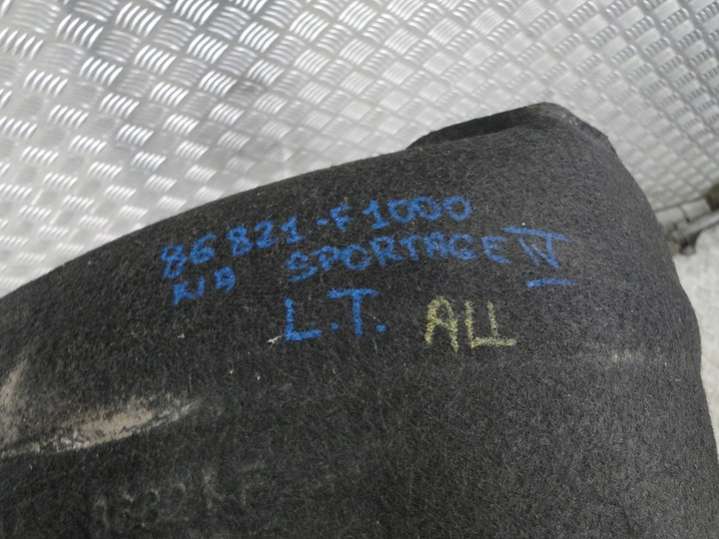 86821-F1000
KIA SPORTAGE IV
L.T. ALL